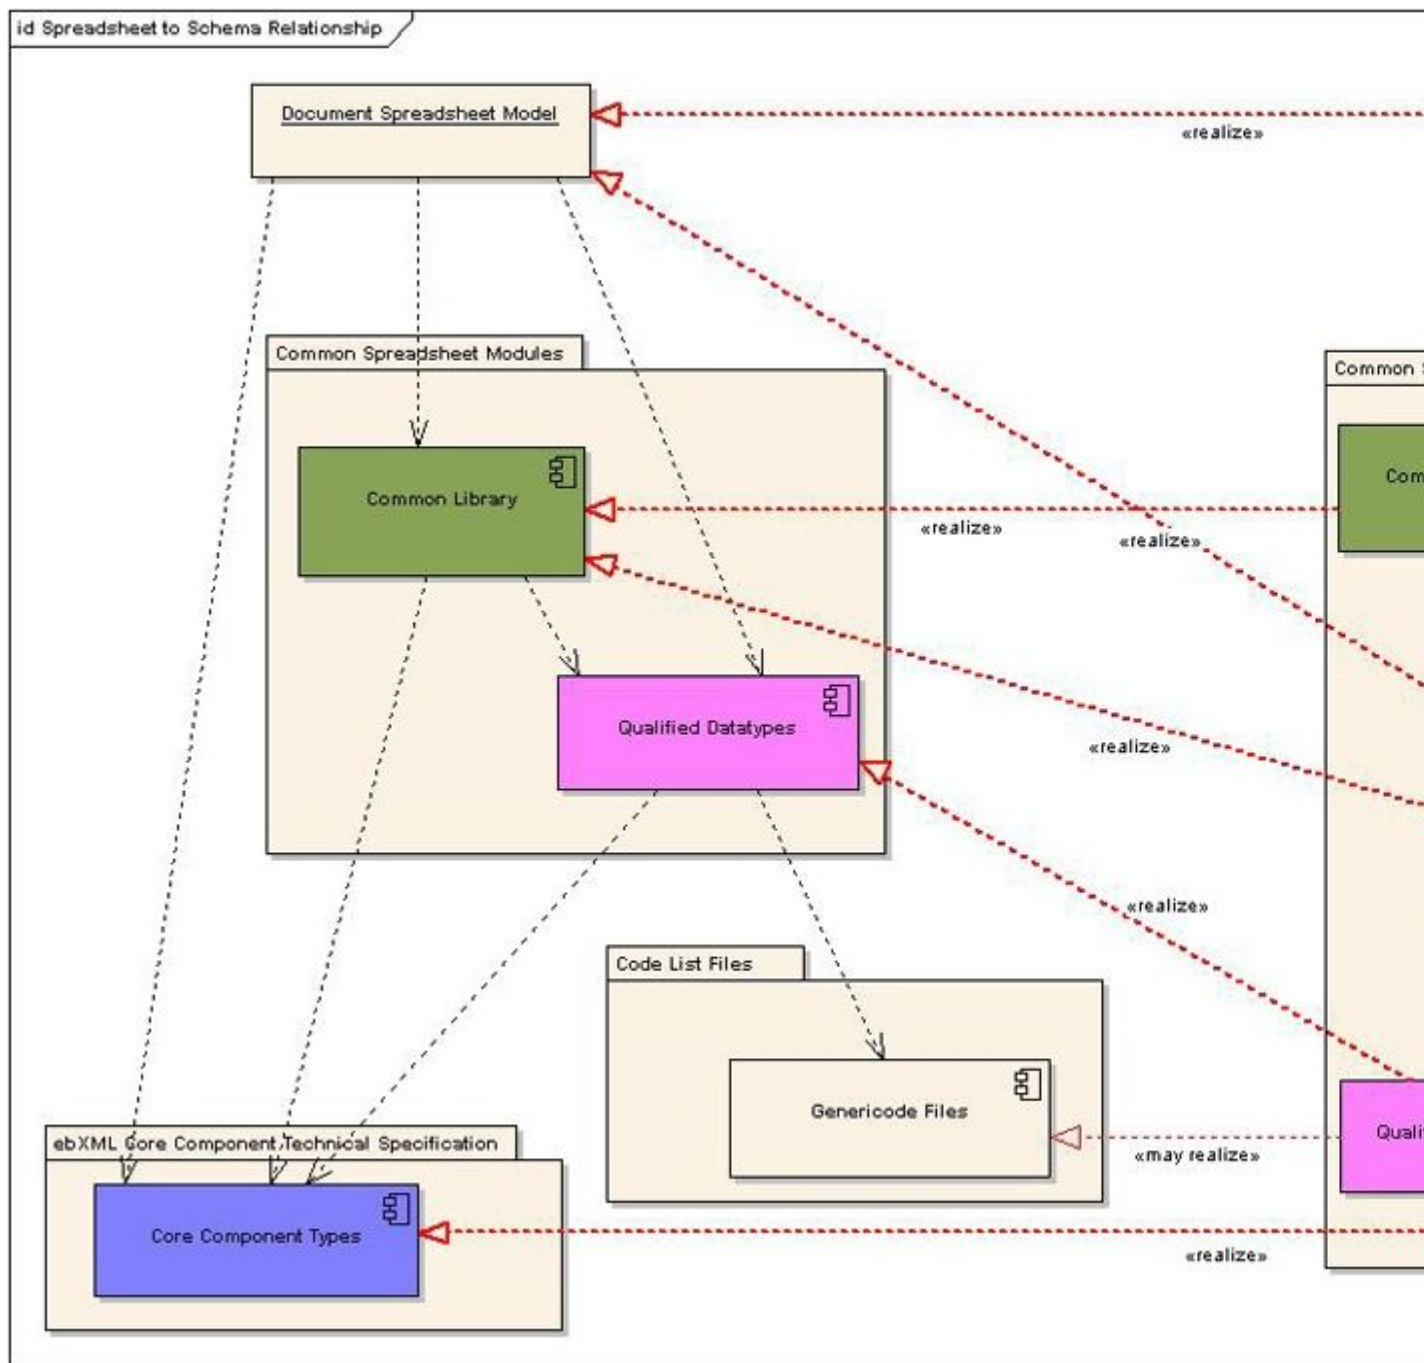 id Spreadsheet to Schema Relationship
Document Spreadsheet Model
«realize»
Common Spreadsheet Modules
Common
Common Library
«realize»
«realize»
Qualified Datatypes
«realize»
«realize»
Code List Files
Genericode Files
«may realize»
ebXML Core Component Technical Specification
Core Component Types
«realize»